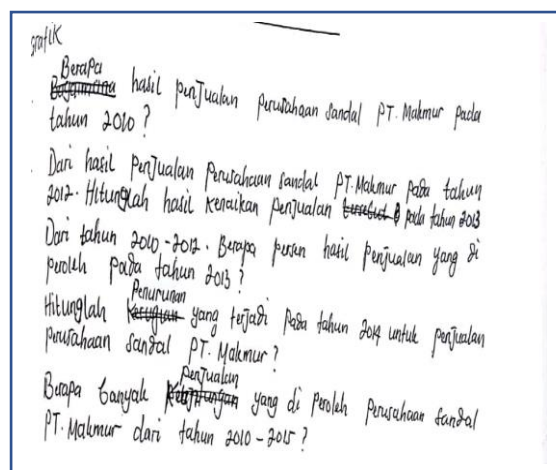 grafik
Berapa
Bagaimana hasil penjualan perusahaan sandal PT. Makmur pada
tahun 2010 ?
Dari hasil penjualan perusahaan sandal PT. Makmur pada tahun
2012. Hitunglah hasil kenaikan penjualan tersebut pada tahun 2013
Dari tahun 2010 - 2012. Berapa persen hasil penjualan yang di
peroleh pada tahun 2013 ?
Penurunan
Hitunglah Kerugian yang terjadi pada tahun 2014 untuk penjualan
perusahaan sandal PT. Makmur ?
Penjualan
Berapa banyak yang di peroleh perusahaan sandal
PT. Makmur dari tahun 2010 - 2015 ?